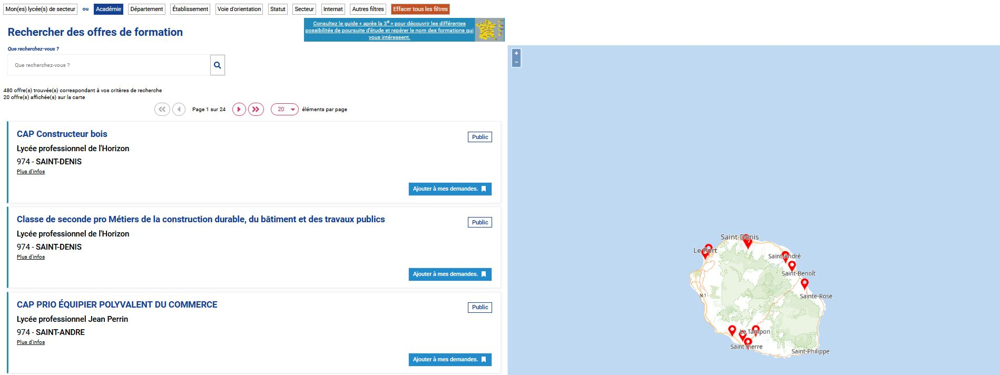 Mon(es) lycée(s) de secteur ou Académie Département Établissement Voie d'orientation Statut Secteur Internat Autres filtres Effacer tous les filtres
Rechercher des offres de formation
Consultez le guide « après la 3e » pour découvrir les différentes
possibilités de poursuite d'étude et repérer le nom des formations qui
vous intéressent.
Que recherchez-vous ?
Que recherchez-vous ?
480 offre(s) trouvée(s) correspondant à vos critères de recherche
20 offre(s) affichée(s) sur la carte
Page 1 sur 24 20 éléments par page
CAP Constructeur bois
Public
Lycée professionnel de l'Horizon
974 - SAINT-DENIS
Plus d'infos
Ajouter à mes demandes.
Classe de seconde pro Métiers de la construction durable, du bâtiment et des travaux publics
Public
Lycée professionnel de l'Horizon
974 - SAINT-DENIS
Plus d'infos
Ajouter à mes demandes.
CAP PRIO ÉQUIPIER POLYVALENT DU COMMERCE
Public
Lycée professionnel Jean Perrin
974 - SAINT-ANDRE
Plus d'infos
Ajouter à mes demandes.
+
-
Saint-Denis
Le Port
Saint-André
Saint-Benoît
N 1
Sainte-Rose
Le Tampon
Saint-Pierre
Saint-Philippe